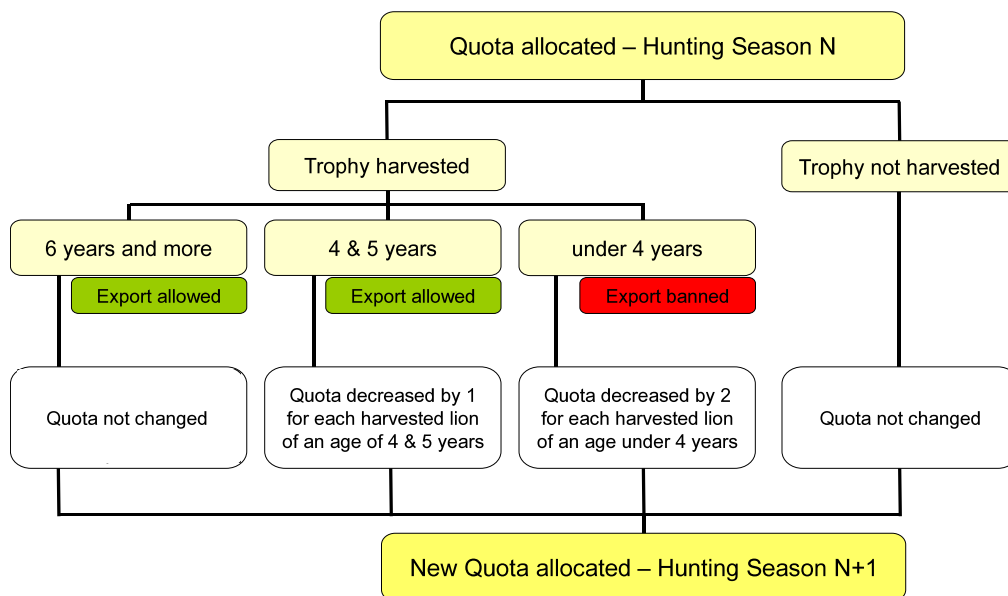 Quota allocated – Hunting Season N
Trophy harvested
Trophy not harvested
6 years and more
4 & 5 years
under 4 years
Export allowed
Export allowed
Export banned
Quota not changed
Quota decreased by 1
for each harvested lion
of an age of 4 & 5 years
Quota decreased by 2
for each harvested lion
of an age under 4 years
Quota not changed
New Quota allocated – Hunting Season N+1